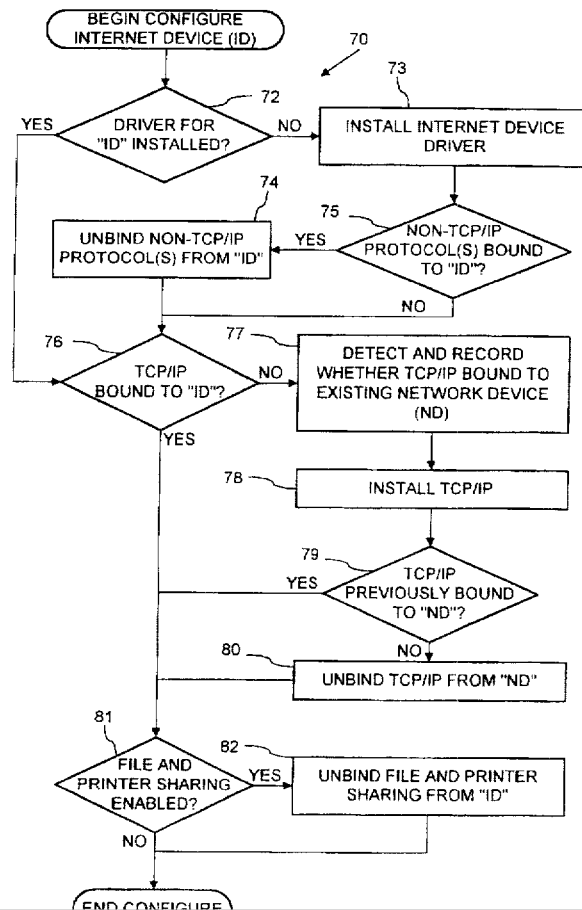 BEGIN CONFIGURE
INTERNET DEVICE (ID)
70
72
73
YES
DRIVER FOR
"ID" INSTALLED?
NO
INSTALL INTERNET DEVICE
DRIVER
74
75
UNBIND NON-TCP/IP
PROTOCOL(S) FROM "ID"
YES
NON-TCP/IP
PROTOCOL(S) BOUND
TO "ID"?
NO
76
77
TCP/IP
BOUND TO "ID"?
NO
DETECT AND RECORD
WHETHER TCP/IP BOUND TO
EXISTING NETWORK DEVICE
(ND)
YES
78
INSTALL TCP/IP
79
YES
TCP/IP
PREVIOUSLY BOUND
TO "ND"?
NO
80
UNBIND TCP/IP FROM "ND"
81
82
FILE AND
PRINTER SHARING
ENABLED?
YES
UNBIND FILE AND PRINTER
SHARING FROM "ID"
NO
END CONFIGURE